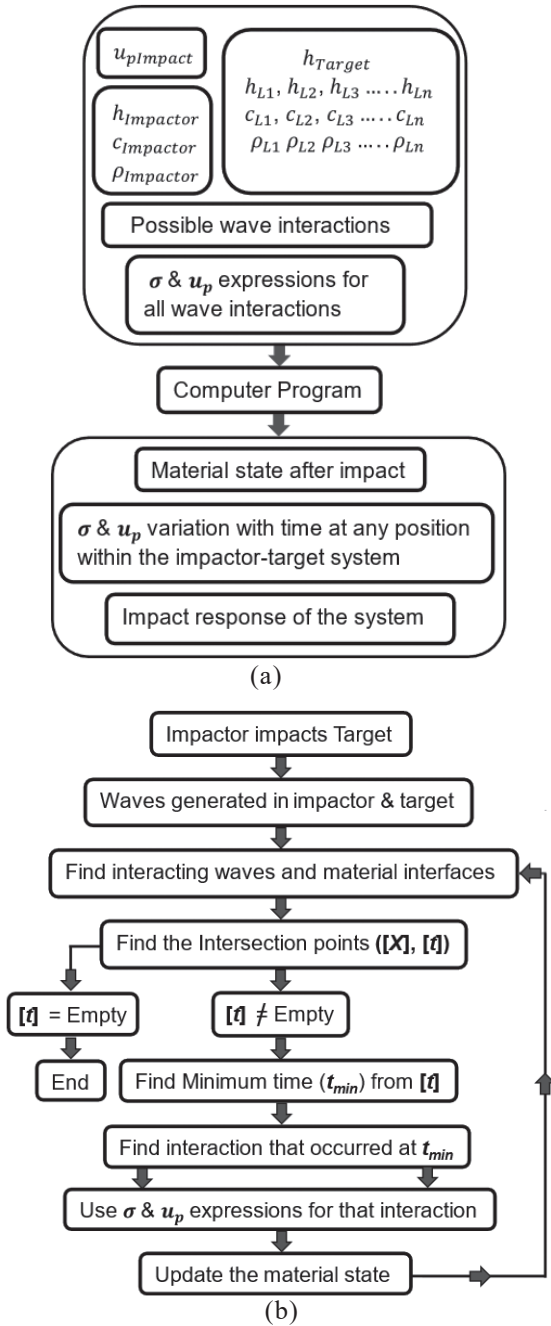 u_pImpact
h_Impactor
c_Impactor
ρ_Impactor
h_Target
h_L1, h_L2, h_L3 ..... h_Ln
c_L1, c_L2, c_L3 ..... c_Ln
ρ_L1 ρ_L2 ρ_L3 ..... ρ_Ln
Possible wave interactions
σ & u_p expressions for
all wave interactions
Computer Program
Material state after impact
σ & u_p variation with time at any position
within the impactor-target system
Impact response of the system
(a)
Impactor impacts Target
Waves generated in impactor & target
Find interacting waves and material interfaces
Find the Intersection points ([X], [t])
[t] = Empty
[t] ≠ Empty
End
Find Minimum time (t_min) from [t]
Find interaction that occurred at t_min
Use σ & u_p expressions for that interaction
Update the material state
(b)